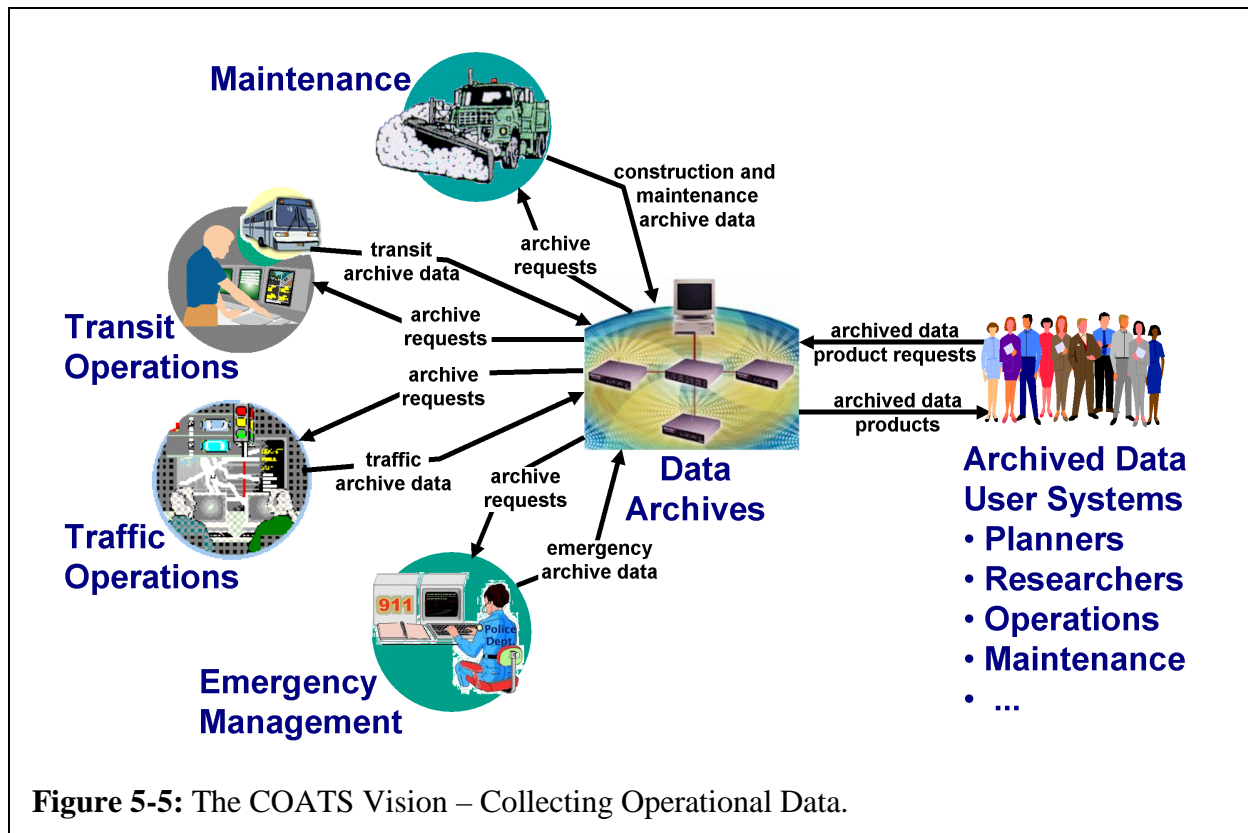 Maintenance
construction and
maintenance
archive data
archive
requests
transit
archive data
Transit
Operations
archive
requests
archive
requests
archived data
product requests
archived data
products
traffic
archive data
Traffic
Operations
Data
Archives
archive
requests
emergency
archive data
911
Police
Dept.
Emergency
Management
Archived Data
User Systems
• Planners
• Researchers
• Operations
• Maintenance
• ...
Figure 5-5: The COATS Vision – Collecting Operational Data.